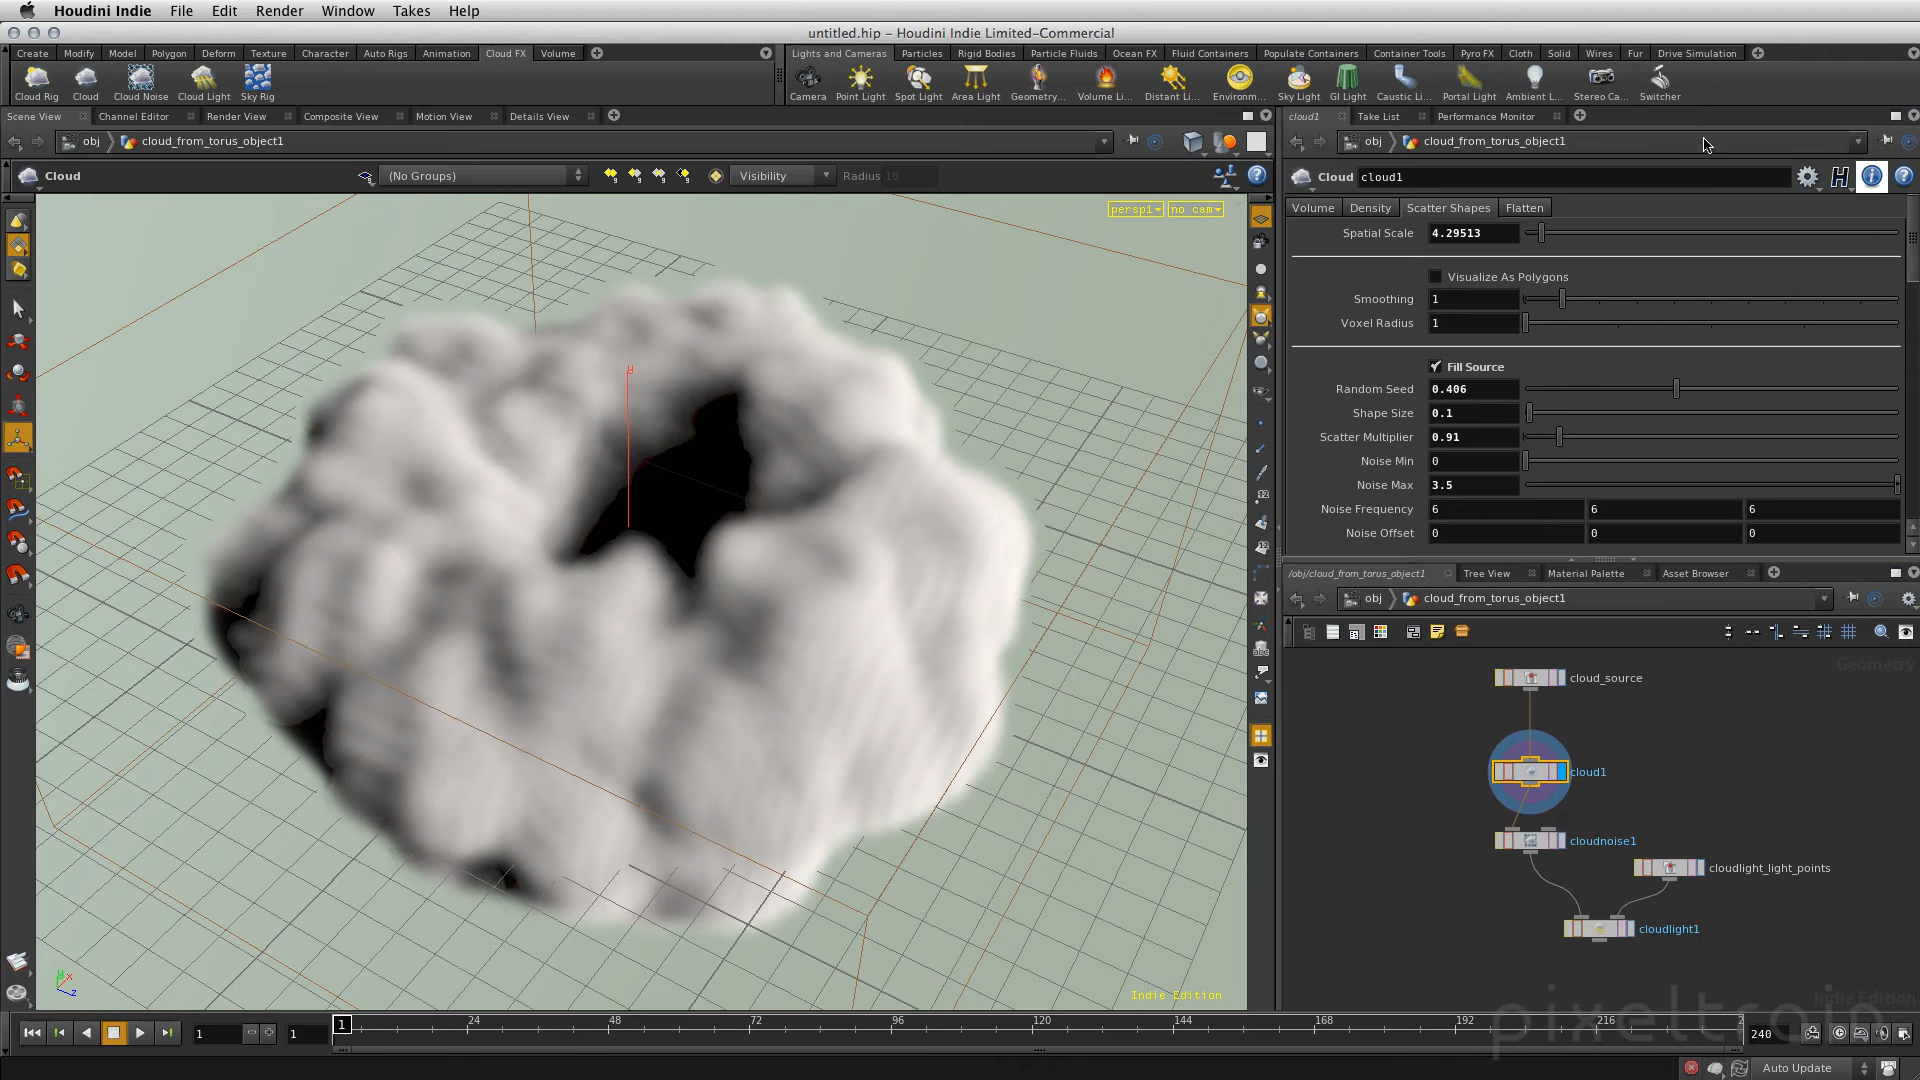 Houdini Indie File Edit Render Window Takes Help
untitled.hip – Houdini Indie Limited-Commercial
Create Modify Model Polygon Deform Texture Character Auto Rigs Animation Cloud FX Volume
Lights and Cameras Particles Rigid Bodies Particle Fluids Ocean FX Fluid Containers Populate Containers Container Tools Pyro FX Cloth Solid Wires Fur Drive Simulation
Cloud Rig Cloud Cloud Noise Cloud Light Sky Rig
Camera Point Light Spot Light Area Light Geometry... Volume Li... Distant Li... Environm... Sky Light GI Light Caustic Li... Portal Light Ambient L... Stereo Ca... Switcher
Scene View Channel Editor Render View Composite View Motion View Details View
cloud1 Take List Performance Monitor
obj cloud_from_torus_object1
obj cloud_from_torus_object1
Cloud (No Groups) Visibility Radius 10
Cloud cloud1
Volume Density Scatter Shapes Flatten
persp1 no cam
Spatial Scale 4.29513
Visualize As Polygons
Smoothing 1
Voxel Radius 1
Fill Source
Random Seed 0.406
Shape Size 0.1
Scatter Multiplier 0.91
Noise Min 0
Noise Max 3.5
Noise Frequency 6 6 6
Noise Offset 0 0 0
y
/obj/cloud_from_torus_object1 Tree View Material Palette Asset Browser
obj cloud_from_torus_object1
Geometry
cloud_source
cloud1
cloudnoise1
cloudlight_light_points
cloudlight1
y x
z
Indie Edition
Indie Edition
pixeltrain
1 1 1 24 48 72 96 120 144 168 192 216 2 240
Auto Update